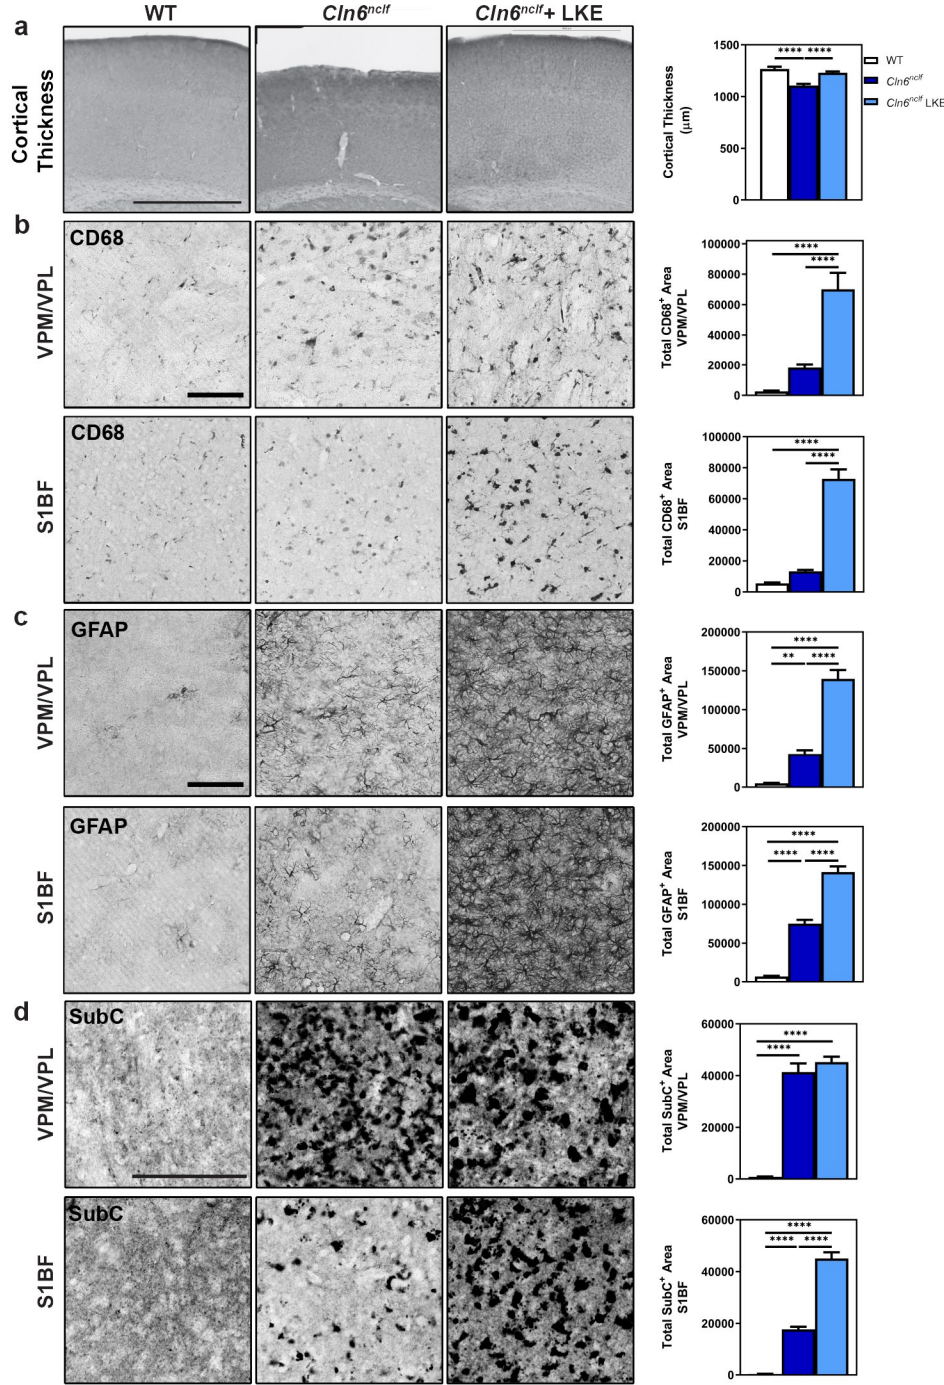 WT
Cln6nclf
Cln6nclf+ LKE
a
Cortical
Thickness
1500
1000
500
0
Cortical Thickness
(μm)
**** ****
WT
Cln6nclf
Cln6nclf LKE
b
CD68
VPM/VPL
100000
80000
60000
40000
20000
0
Total CD68+ Area
VPM/VPL
****
****
CD68
S1BF
100000
80000
60000
40000
20000
0
Total CD68+ Area
S1BF
****
****
c
GFAP
VPM/VPL
200000
150000
100000
50000
0
Total GFAP+ Area
VPM/VPL
****
** ****
GFAP
S1BF
200000
150000
100000
50000
0
Total GFAP+ Area
S1BF
****
**** ****
d
SubC
VPM/VPL
60000
40000
20000
0
Total SubC+ Area
VPM/VPL
****
****
SubC
S1BF
60000
40000
20000
0
Total SubC+ Area
S1BF
****
**** ****